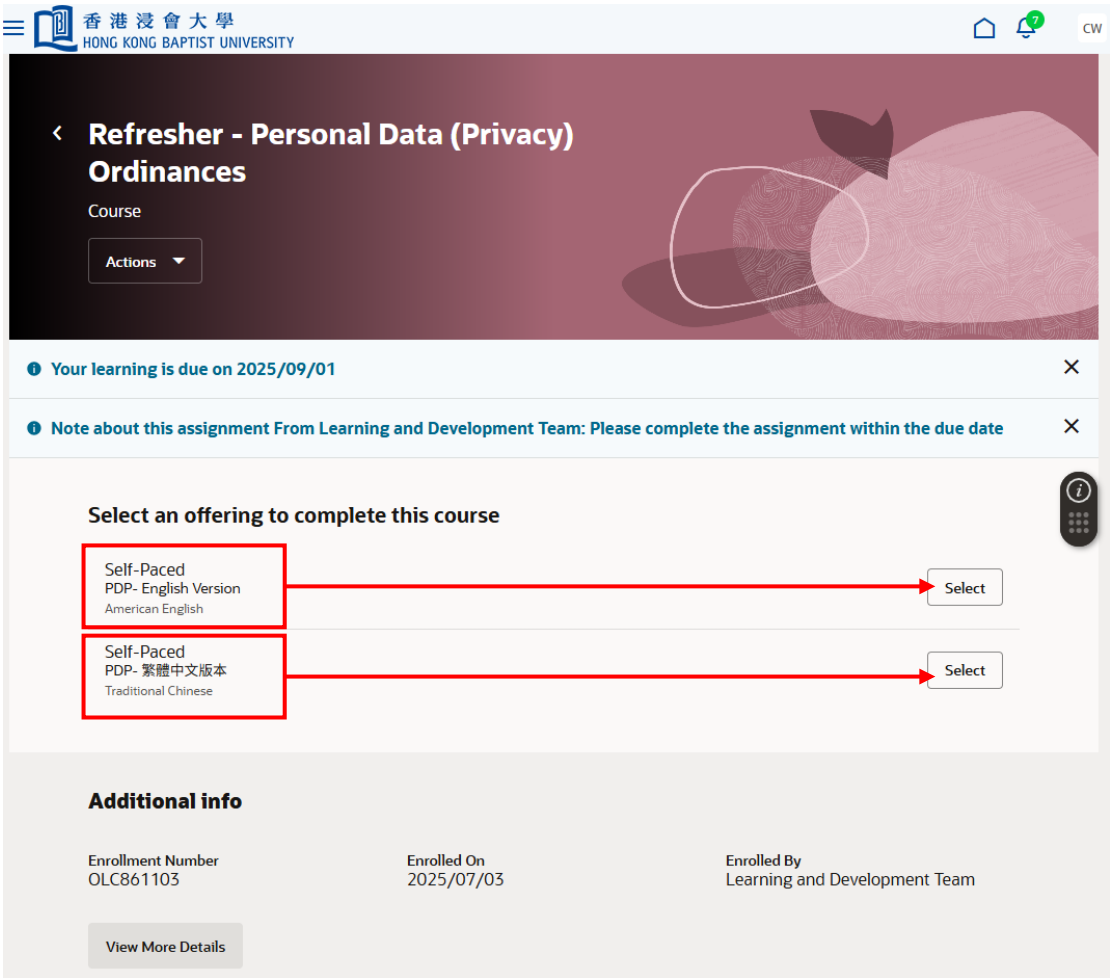 香港浸會大學
HONG KONG BAPTIST UNIVERSITY
7
CW
Refresher - Personal Data (Privacy)
Ordinances
Course
Actions
Your learning is due on 2025/09/01
Note about this assignment From Learning and Development Team: Please complete the assignment within the due date
Select an offering to complete this course
Self-Paced
PDP- English Version
American English
Select
Self-Paced
PDP- 繁體中文版本
Traditional Chinese
Select
Additional info
Enrollment Number
OLC861103
Enrolled On
2025/07/03
Enrolled By
Learning and Development Team
View More Details